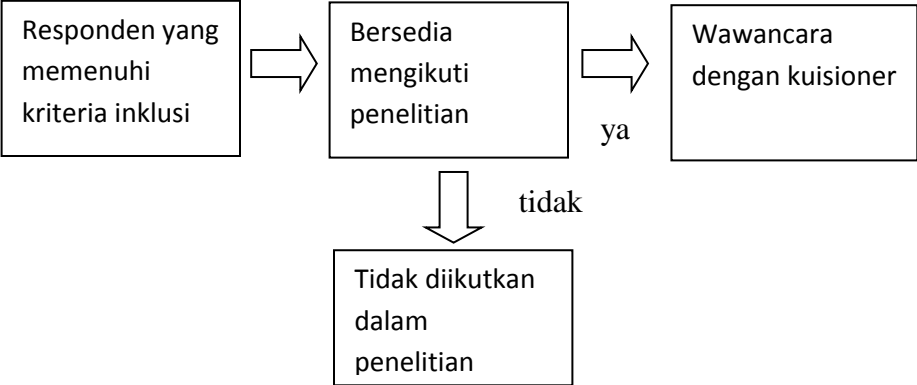 Responden yang
memenuhi
kriteria inklusi
Bersedia
mengikuti
penelitian
Wawancara
dengan kuisioner
ya
tidak
Tidak diikutkan
dalam
penelitian